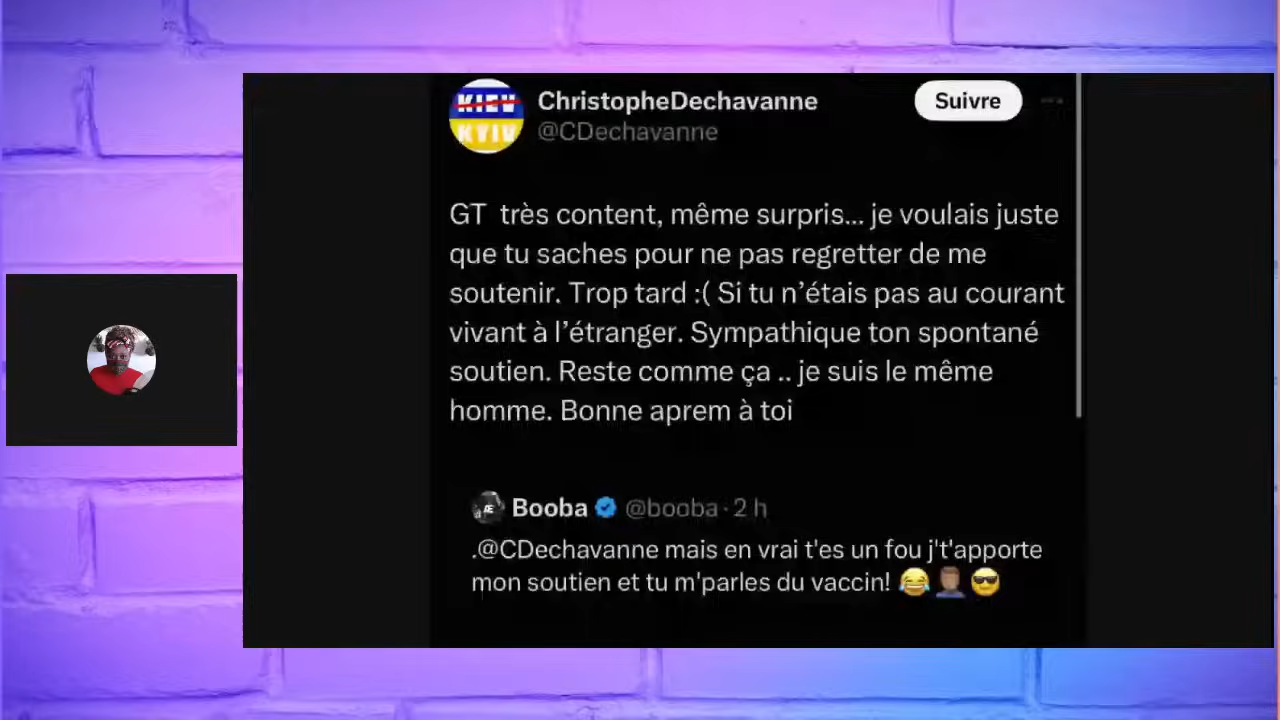 KIEV
KYIV
ChristopheDechavanne
@CDechavanne
Suivre
GT très content, même surpris... je voulais juste
que tu saches pour ne pas regretter de me
soutenir. Trop tard :( Si tu n’étais pas au courant
vivant à l’étranger. Sympathique ton spontané
soutien. Reste comme ça .. je suis le même
homme. Bonne aprem à toi
Booba @booba · 2 h
.@CDechavanne mais en vrai t'es un fou j't'apporte
mon soutien et tu m'parles du vaccin! 😂🤦🏽‍♂️😎